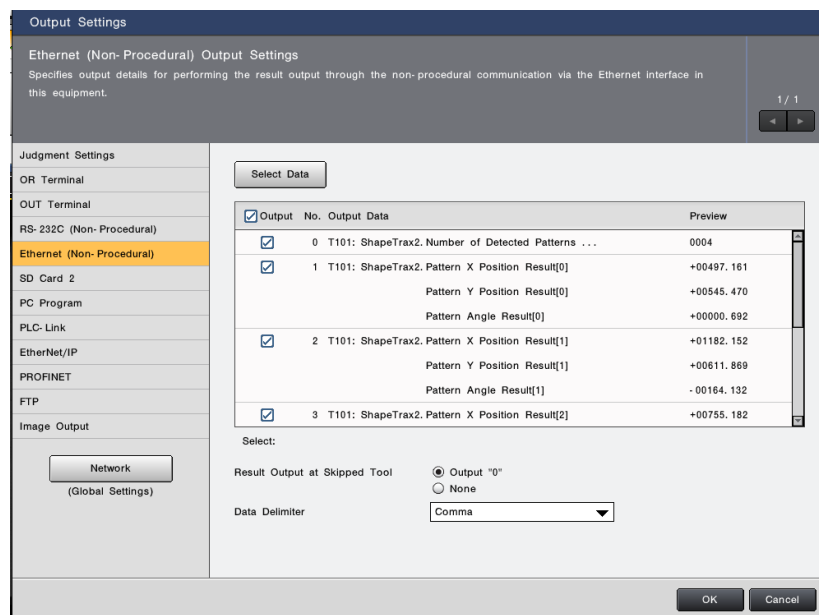 Output Settings
Ethernet (Non- Procedural) Output Settings
Specifies output details for performing the result output through the non- procedural communication via the Ethernet interface in
this equipment.
1/ 1
Judgment Settings
OR Terminal
OUT Terminal
RS- 232C (Non- Procedural)
Ethernet (Non- Procedural)
SD Card 2
PC Program
PLC- Link
EtherNet/IP
PROFINET
FTP
Image Output
Network
(Global Settings)
Select Data
Output No. Output Data Preview
0 T101: ShapeTrax2. Number of Detected Patterns ... 0004
1 T101: ShapeTrax2. Pattern X Position Result[0] +00497. 161
Pattern Y Position Result[0] +00545. 470
Pattern Angle Result[0] +00000. 692
2 T101: ShapeTrax2. Pattern X Position Result[1] +01182. 152
Pattern Y Position Result[1] +00611. 869
Pattern Angle Result[1] - 00164. 132
3 T101: ShapeTrax2. Pattern X Position Result[2] +00755. 182
Select:
Result Output at Skipped Tool Output "0"
None
Data Delimiter Comma
OK Cancel